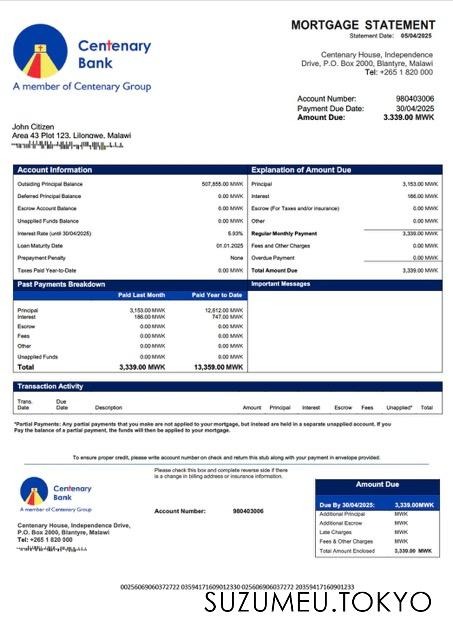 MORTGAGE STATEMENT
Statement Date: 05/04/2025
Centenary Bank
A member of Centenary Group
Centenary House, Independence
Drive, P.O. Box 2000, Blantyre, Malawi
Tel: +265 1 820 000
Account Number: 980403006
Payment Due Date: 30/04/2025
Amount Due: 3.339.00 MWK
John Citizen
Area 43 Plot 123, Lilongwe, Malawi
Account Information
Outsiding Principal Balance 507,855.00 MWK
Deferred Principal Balance 0.00 MWK
Escrow Account Balance 0.00 MWK
Unapplied Funds Balance 0.00 MWK
Interest Rate (until 30/04/2025) 5.93%
Loan Maturity Date 01.01.2025
Prepayment Penalty None
Taxes Paid Year-to-Date 0.00 MWK
Explanation of Amount Due
Principal 3,153.00 MWK
Interest 186.00 MWK
Escrow (For Taxes and/or insurance) 0.00 MWK
Other 0.00 MWK
Regular Monthly Payment 3,339.00 MWK
Fees and Other Charges 0.00 MWK
Overdue Payment 0.00 MWK
Total Amount Due 3,339.00 MWK
Past Payments Breakdown
Paid Last Month Paid Year to Date
Principal 3,153.00 MWK 12,612.00 MWK
Interest 186.00 MWK 747.00 MWK
Escrow 0.00 MWK 0.00 MWK
Fees 0.00 MWK 0.00 MWK
Other 0.00 MWK 0.00 MWK
Unapplied Funds 0.00 MWK 0.00 MWK
Total 3,339.00 MWK 13,359.00 MWK
Important Messages
Transaction Activity
Trans. Date Due Date Description Amount Principal Interest Escrow Fees Unapplied* Total
*Partial Payments: Any partial payments that you make are not applied to your mortgage, but instead are held in a separate unapplied account. If you
Pay the balance of a partial payment, the funds will then be applied to your mortgage.
To ensure proper credit, please write account number on check and return this stub along with your payment in envelope provided.
Centenary Bank
A member of Centenary Group
Please check this box and complete reverse side if there
is a change in billing address or insurance information.
Account Number: 980403006
Centenary House, Independence Drive,
P.O. Box 2000, Blantyre, Malawi
Tel: +265 1 820 000
Amount Due
Due By 30/04/2025: 3,339.00MWK
Additional Principal MWK
Additional Escrow MWK
Late Charges MWK
Fees & Other Charges MWK
Total Amount Enclosed 3,339.00 MWK
00256069060372722 03594171609012330 02560690603722 20359417160901233
SUZUMEU.TOKYO